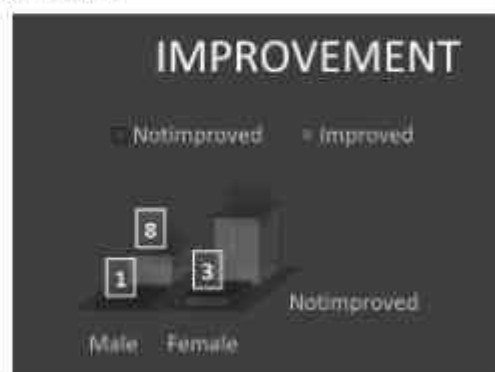 IMPROVEMENT
Notimproved Improved
8
1 3
Notimproved
Male Female